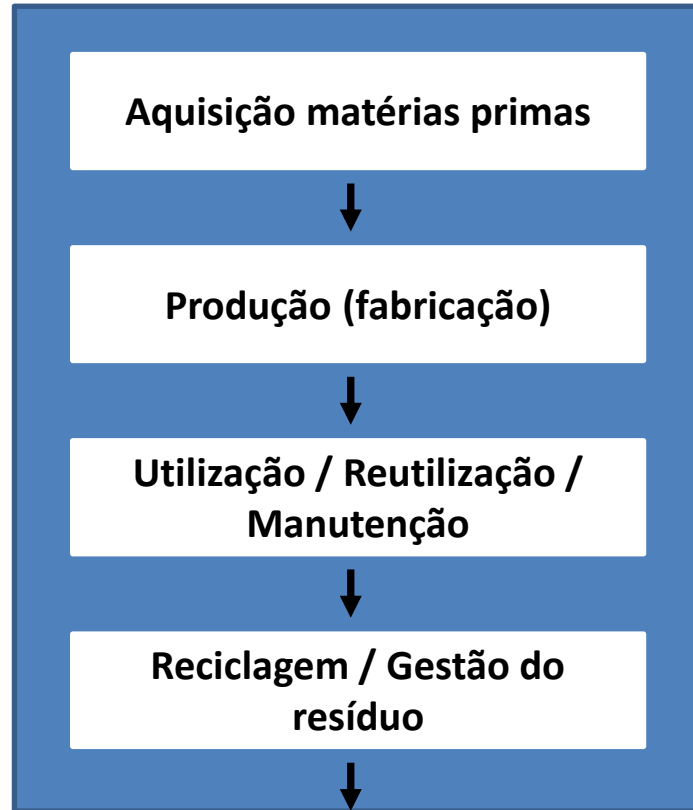 Aquisição matérias primas
Produção (fabricação)
Utilização / Reutilização /
Manutenção
Reciclagem / Gestão do
resíduo